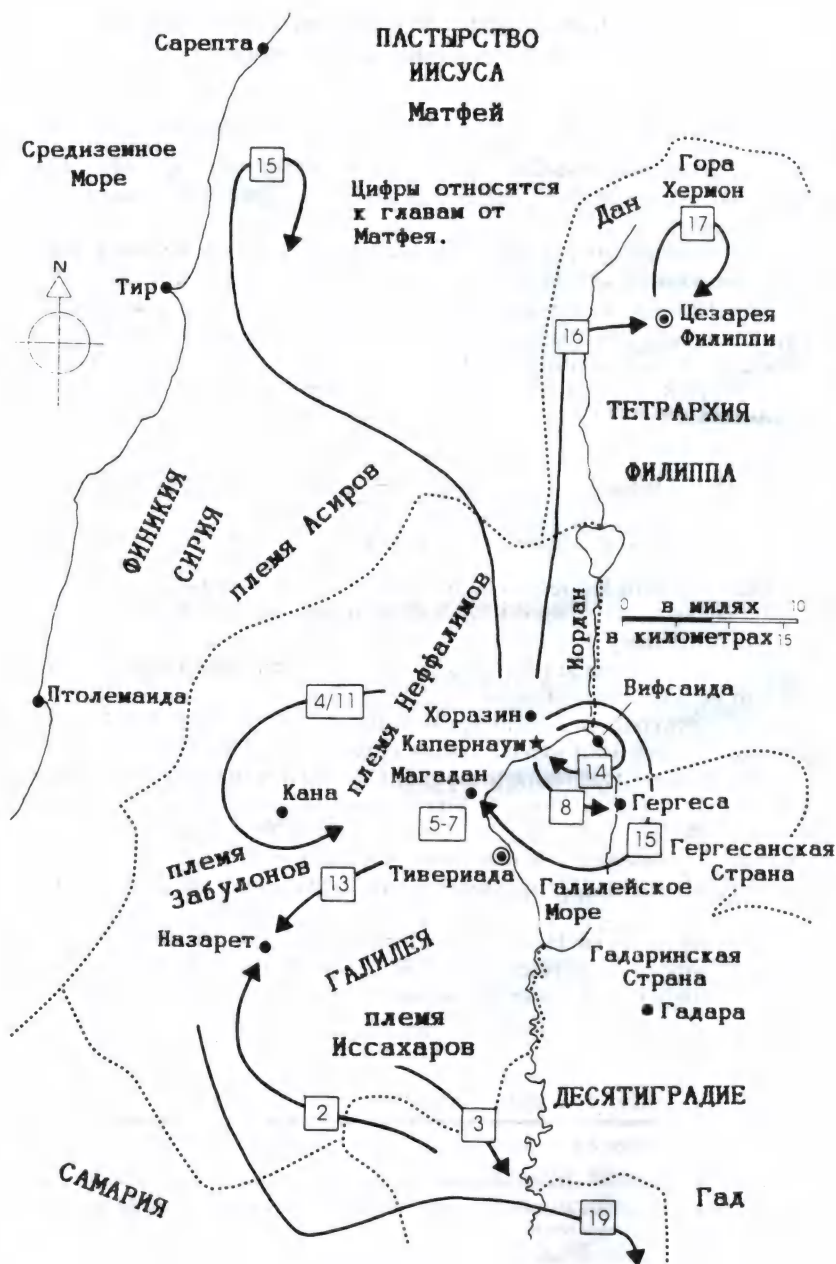 ПАСТЫРСТВО
ИИСУСА
Матфей
Сарепта
Средиземное
Море
15
Цифры относятся
к главам от
Матфея.
Гора
Хермон
Дан
17
N
Тир
16
Цезарея
Филиппи
ТЕТРАРХИЯ
ФИЛИППА
ФИНИКИЯ
СИРИЯ
племя Асиров
племя Неффалимов
Иордан
0 в милях 10
в километрах 15
Птолемаида
4/11
Хоразин
Вифсаида
Капернаум
14
Магадан
8
Гергеса
Кана
5-7
15
Гергесанская
Страна
племя
Забулонов
13
Тивериада
Галилейское
Море
Назарет
ГАЛИЛЕЯ
Гадаринская
Страна
Гадара
племя
Иссахаров
2
3
ДЕСЯТИГРАДИЕ
САМАРИЯ
19
Гад